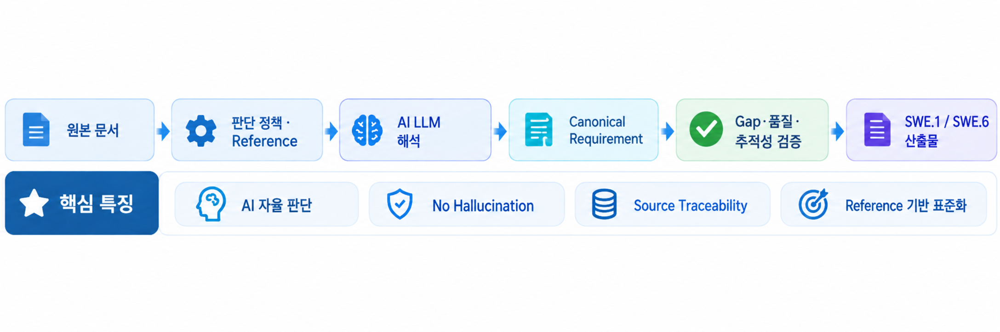 원본 문서
판단 정책 ·
Reference
AI LLM
해석
Canonical
Requirement
Gap · 품질 ·
추적성 검증
SWE.1 / SWE.6
산출물
핵심 특징
AI 자율 판단
No Hallucination
Source Traceability
Reference 기반 표준화